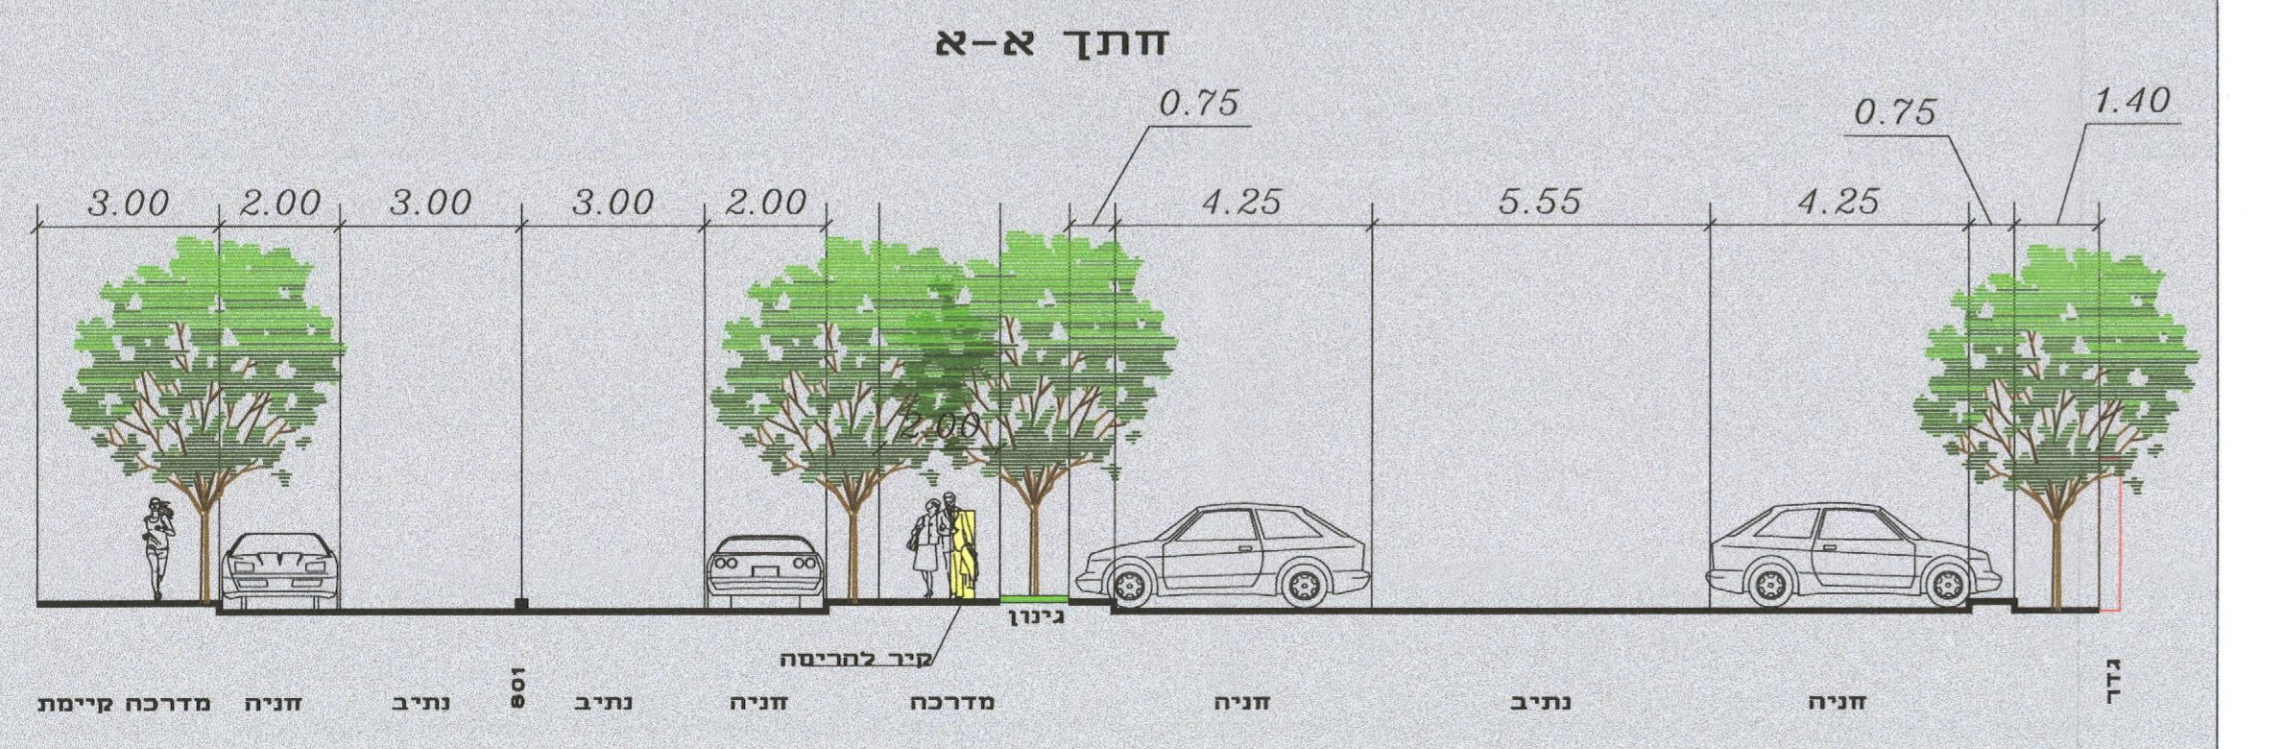 חתך א-א
0.75
0.75
1.40
3.00 2.00 3.00 3.00 2.00 4.25 5.55 4.25
2.00
גינון
קיר להריסה
מדרכה קיימת חניה נתיב 801 נתיב חניה מדרכה חניה נתיב חניה גדר